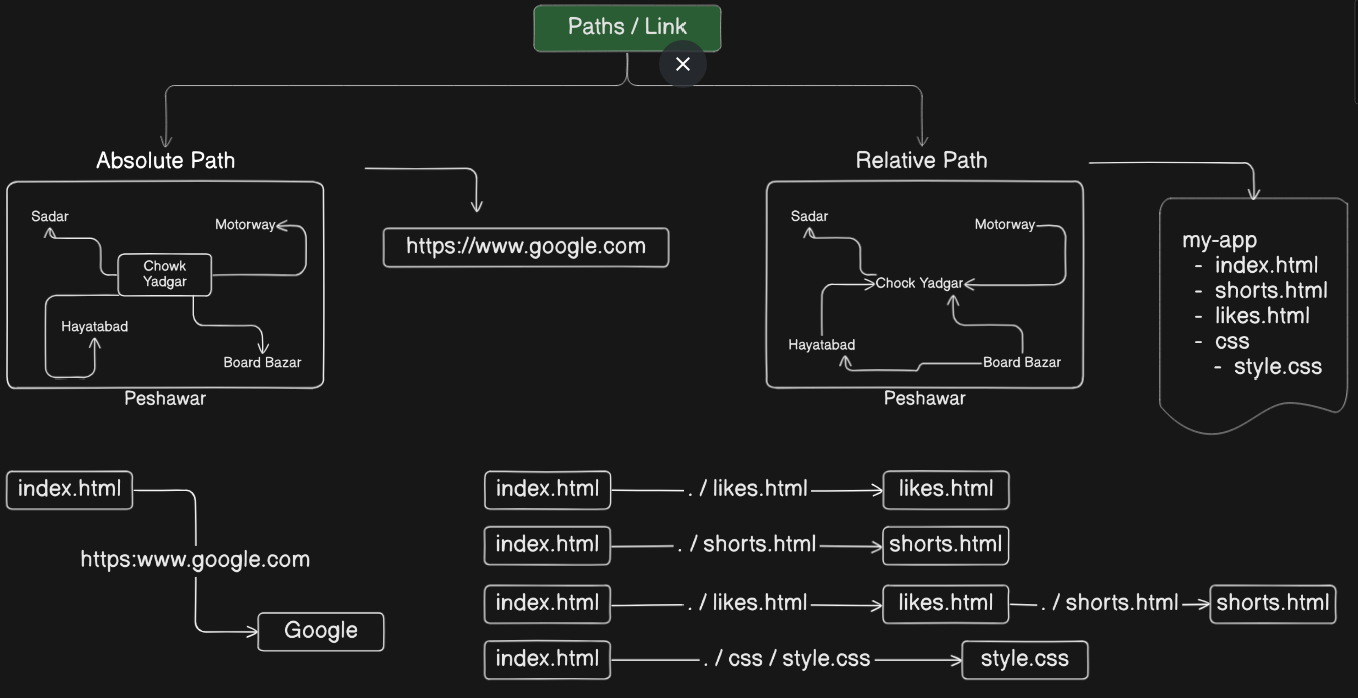 Paths / Link
Absolute Path
Sadar
Motorway
Chowk
Yadgar
Hayatabad
Board Bazar
Peshawar
https://www.google.com
Relative Path
Sadar
Motorway
Chock Yadgar
Hayatabad
Board Bazar
Peshawar
my-app
- index.html
- shorts.html
- likes.html
- css
- style.css
index.html
https:www.google.com
Google
index.html . / likes.html likes.html
index.html . / shorts.html shorts.html
index.html . / likes.html likes.html . / shorts.html shorts.html
index.html . / css / style.css style.css